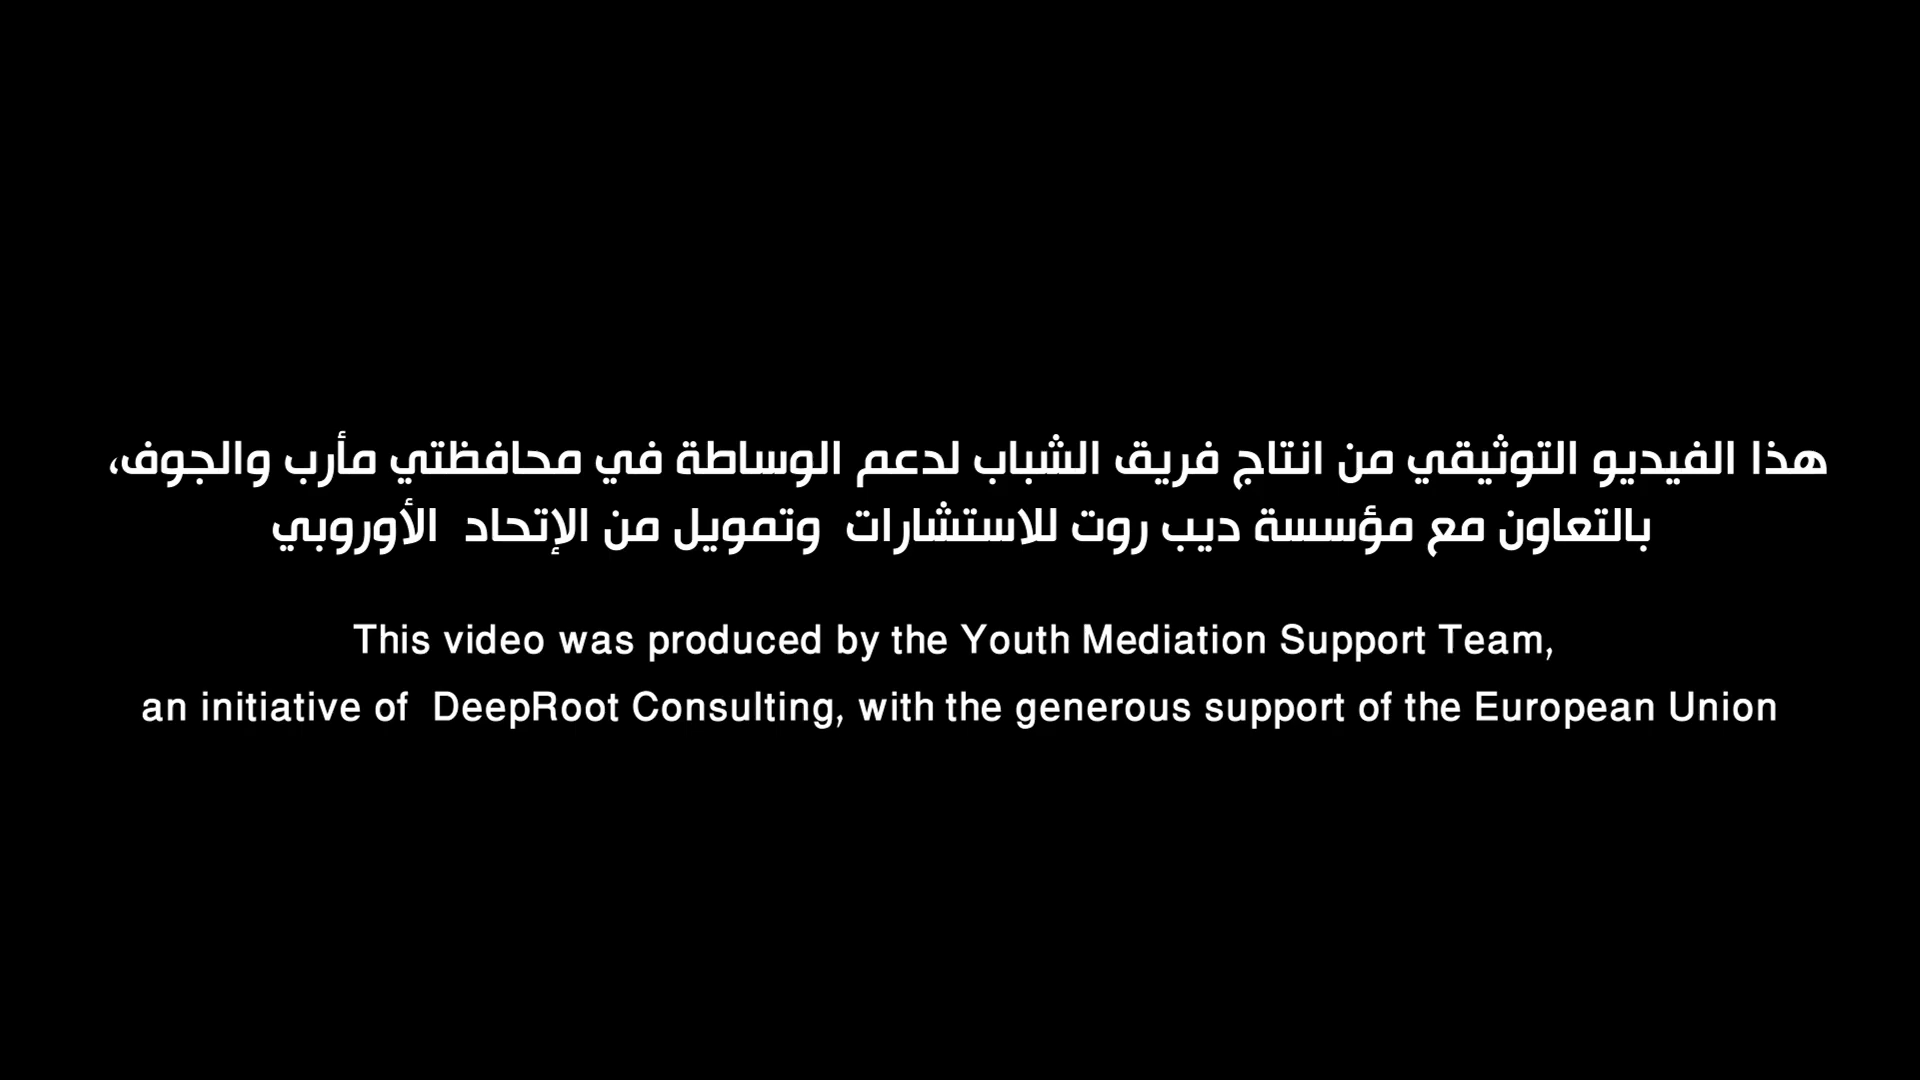 هذا الفيديو التوثيقي من انتاج فريق الشباب لدعم الوساطة في محافظتي مأرب والجوف،
بالتعاون مع مؤسسة ديب روت للاستشارات وتمويل من الإتحاد الأوروبي
This video was produced by the Youth Mediation Support Team,
an initiative of DeepRoot Consulting, with the generous support of the European Union